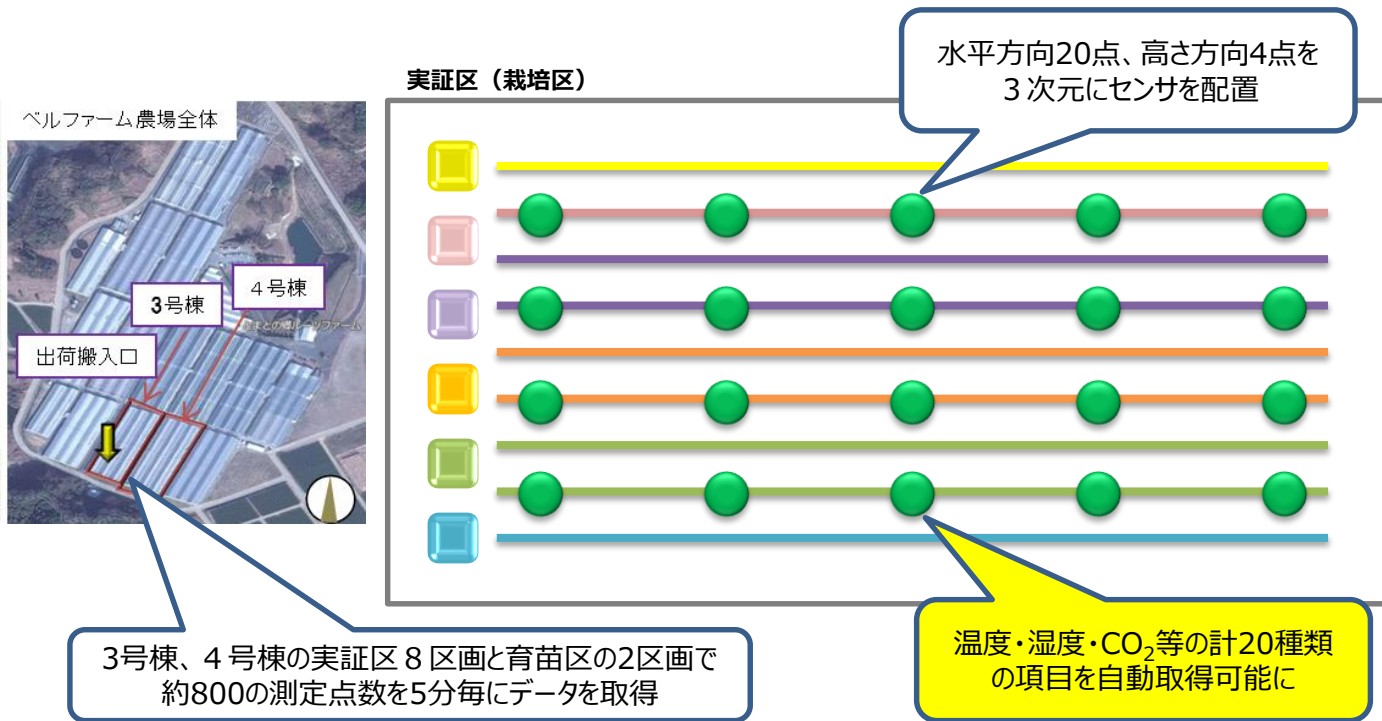 水平方向20点、高さ方向4点を
３次元にセンサを配置
実証区（栽培区）
ベルファーム農場全体
４号棟
3号棟
出荷搬入口
3号棟、４号棟の実証区８区画と育苗区の2区画で
約800の測定点数を5分毎にデータを取得
温度・湿度・CO₂等の計20種類
の項目を自動取得可能に